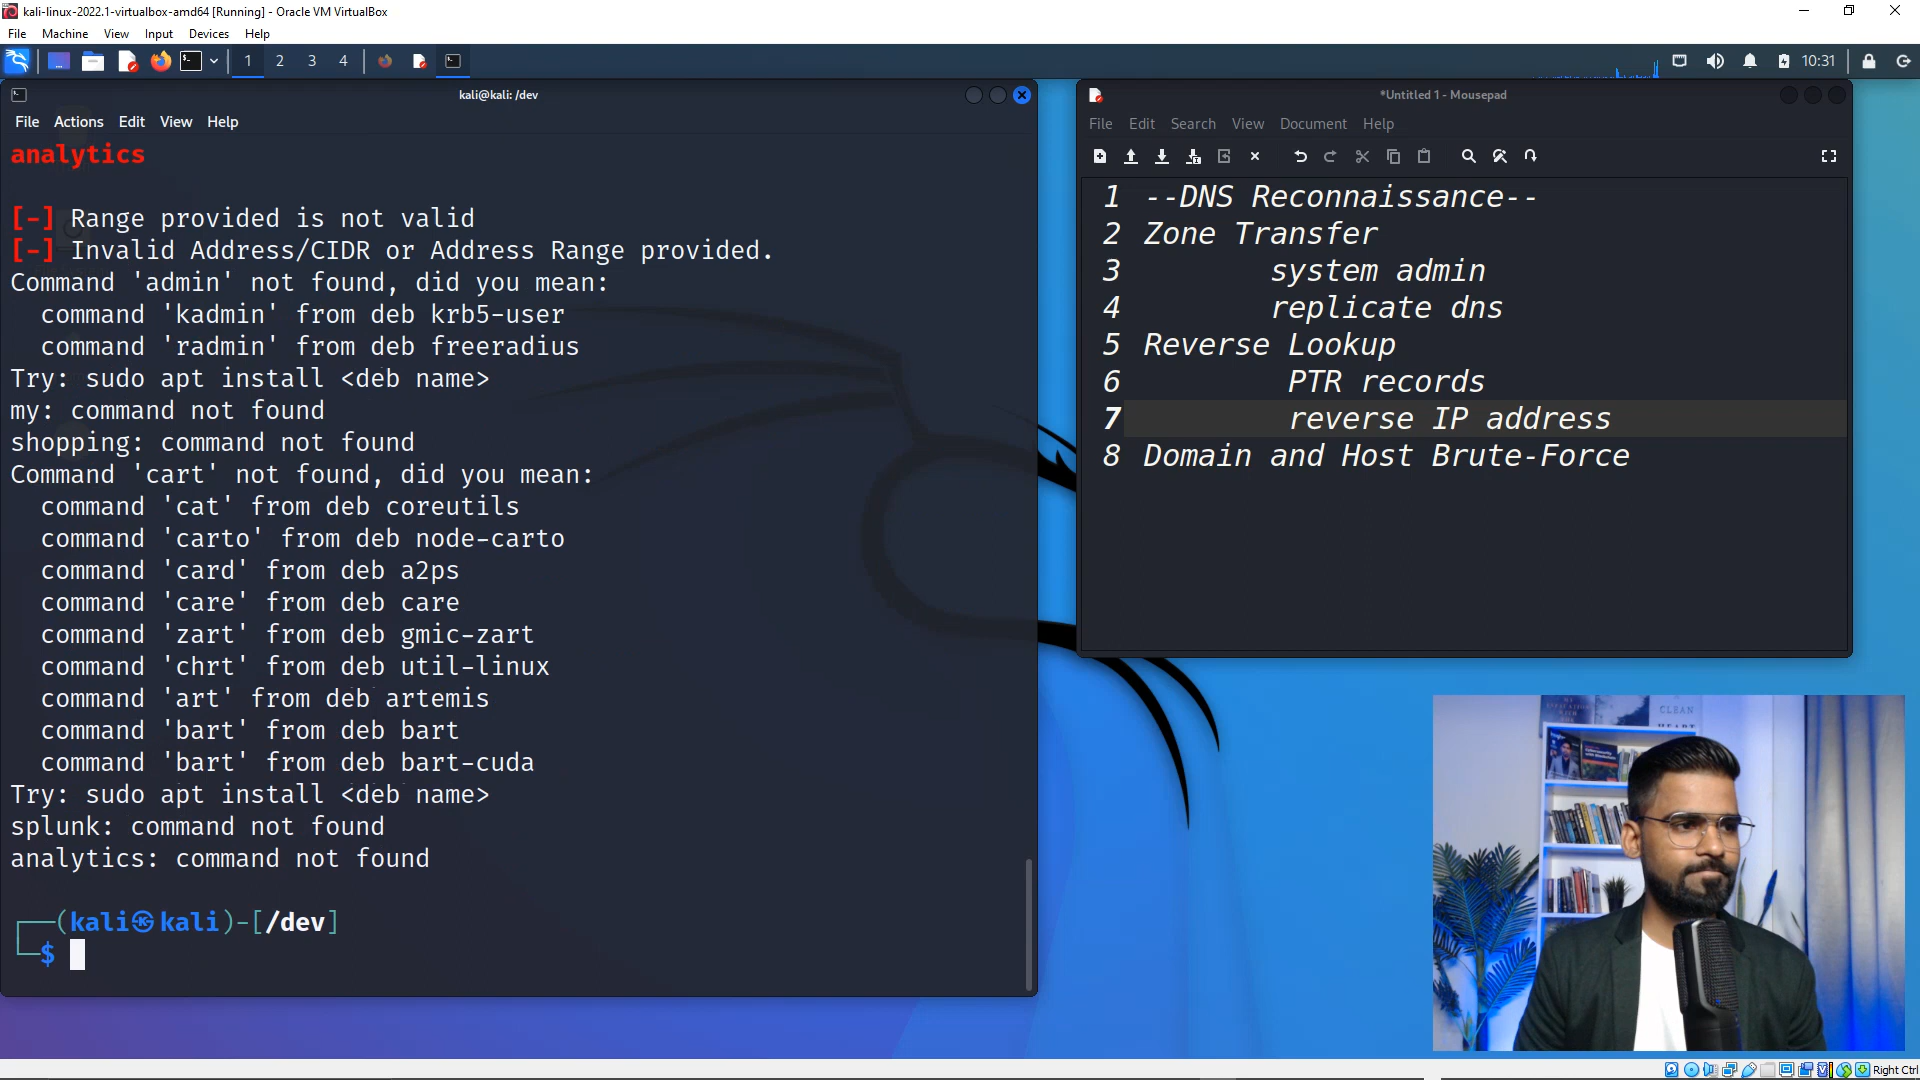 kali-linux-2022.1-virtualbox-amd64 [Running] - Oracle VM VirtualBox
File Machine View Input Devices Help
1 2 3 4
10:31
kali@kali: /dev
File Actions Edit View Help
analytics
[-] Range provided is not valid
[-] Invalid Address/CIDR or Address Range provided.
Command 'admin' not found, did you mean:
command 'kadmin' from deb krb5-user
command 'radmin' from deb freeradius
Try: sudo apt install <deb name>
my: command not found
shopping: command not found
Command 'cart' not found, did you mean:
command 'cat' from deb coreutils
command 'carto' from deb node-carto
command 'card' from deb a2ps
command 'care' from deb care
command 'zart' from deb gmic-zart
command 'chrt' from deb util-linux
command 'art' from deb artemis
command 'bart' from deb bart
command 'bart' from deb bart-cuda
Try: sudo apt install <deb name>
splunk: command not found
analytics: command not found
(kali㉿kali)-[/dev]
$
*Untitled 1 - Mousepad
File Edit Search View Document Help
1 --DNS Reconnaissance--
2 Zone Transfer
3 system admin
4 replicate dns
5 Reverse Lookup
6 PTR records
7 reverse IP address
8 Domain and Host Brute-Force
CLEAN
Right Ctrl